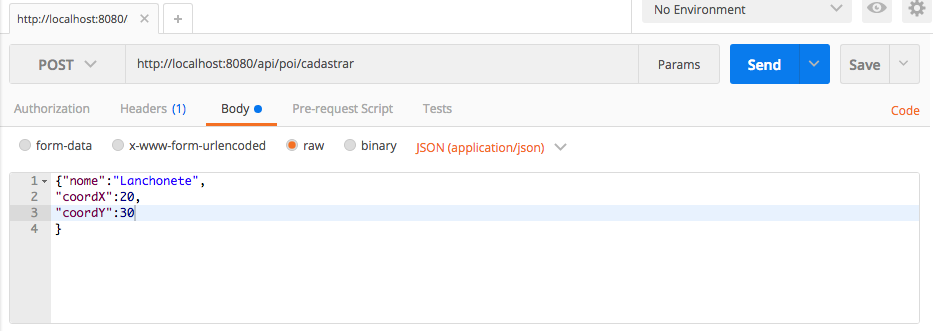 http://localhost:8080/ × +
No Environment
POST http://localhost:8080/api/poi/cadastrar Params Send Save
Authorization Headers (1) Body Pre-request Script Tests Code
form-data x-www-form-urlencoded raw binary JSON (application/json)
1 {"nome":"Lanchonete",
2 "coordX":20,
3 "coordY":30
4 }